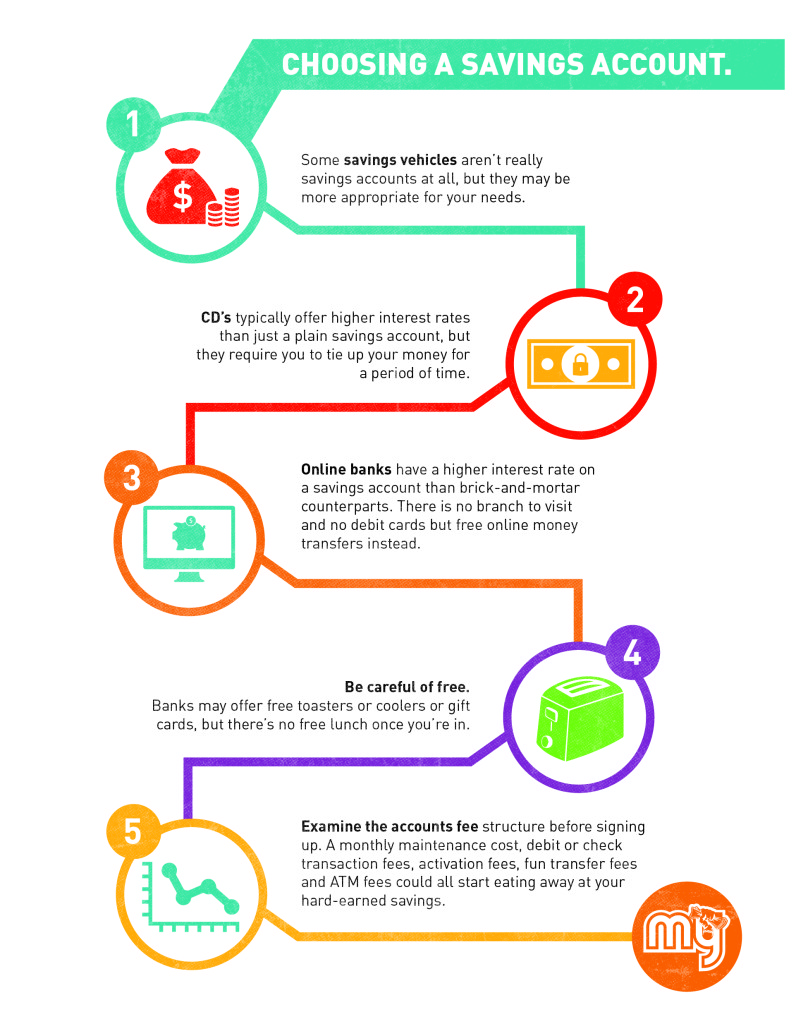 CHOOSING A SAVINGS ACCOUNT.
1
$
Some savings vehicles aren't really
savings accounts at all, but they may be
more appropriate for your needs.
2
CD's typically offer higher interest rates
than just a plain savings account, but
they require you to tie up your money for
a period of time.
3
$
Online banks have a higher interest rate on
a savings account than brick-and-mortar
counterparts. There is no branch to visit
and no debit cards but free online money
transfers instead.
4
Be careful of free.
Banks may offer free toasters or coolers or gift
cards, but there's no free lunch once you're in.
5
Examine the accounts fee structure before signing
up. A monthly maintenance cost, debit or check
transaction fees, activation fees, fun transfer fees
and ATM fees could all start eating away at your
hard-earned savings.
my